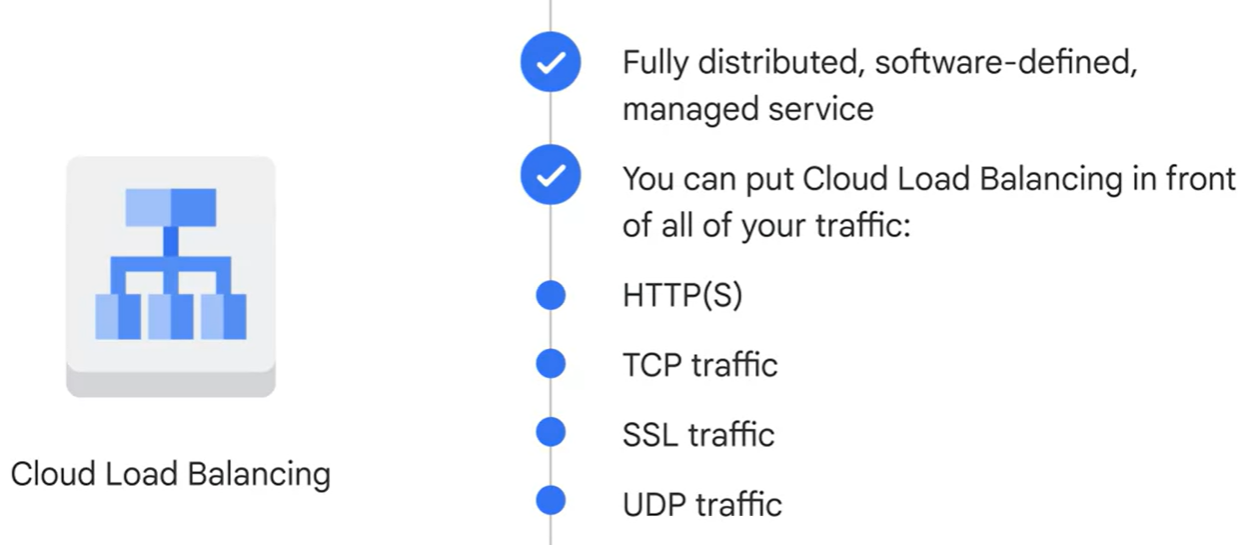 Fully distributed, software-defined,
managed service
You can put Cloud Load Balancing in front
of all of your traffic:
HTTP(S)
TCP traffic
SSL traffic
UDP traffic
Cloud Load Balancing